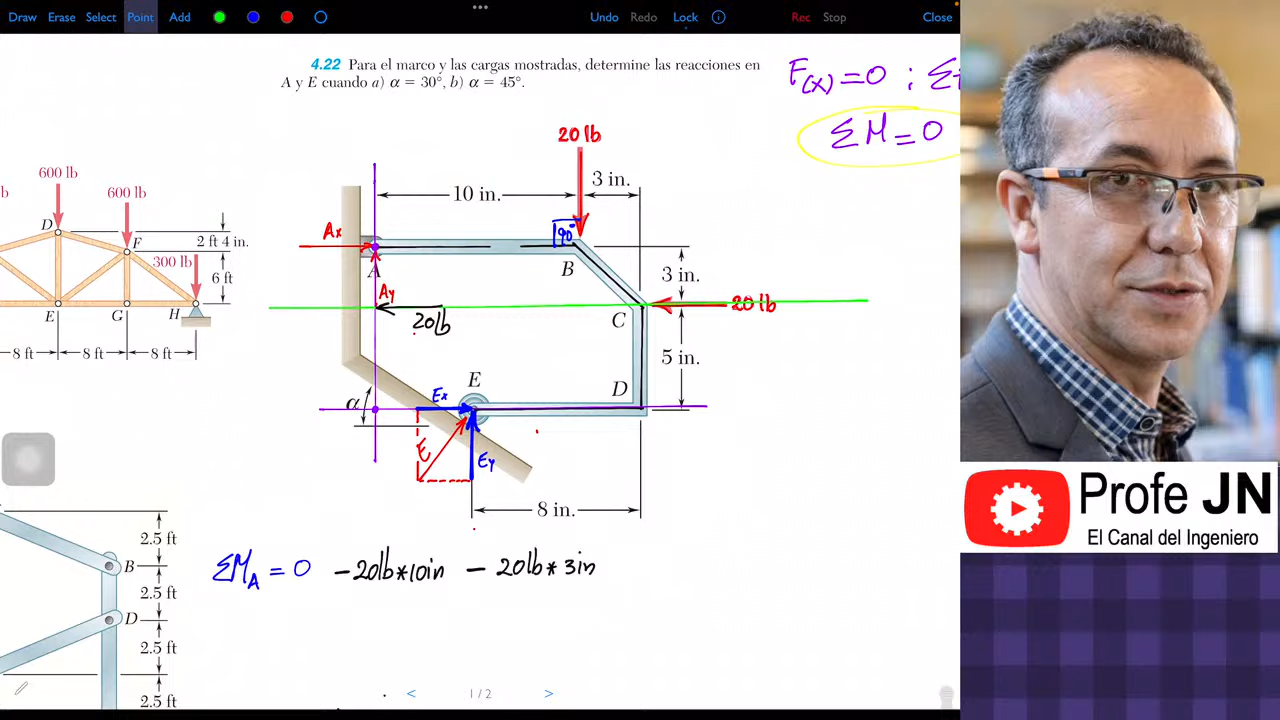 Draw Erase Select Point Add Undo Redo Lock Rec Stop Close
4.22 Para el marco y las cargas mostradas, determine las reacciones en
A y E cuando a) α = 30°, b) α = 45°.
F(x) = 0 ; Σ
ΣM = 0
600 lb
600 lb
lb
D
F
2 ft 4 in.
300 lb
6 ft
E
G
H
8 ft
8 ft
8 ft
20 lb
10 in.
3 in.
Ax
90°
A
B
3 in.
Ay
20 lb
C
20 lb
5 in.
E
D
α
Ex
E
Ey
8 in.
2.5 ft
B
2.5 ft
D
2.5 ft
2.5 ft
ΣM_A = 0 -20lb*10in - 20lb*3in
< 1 / 2 >
Profe JN
El Canal del Ingeniero